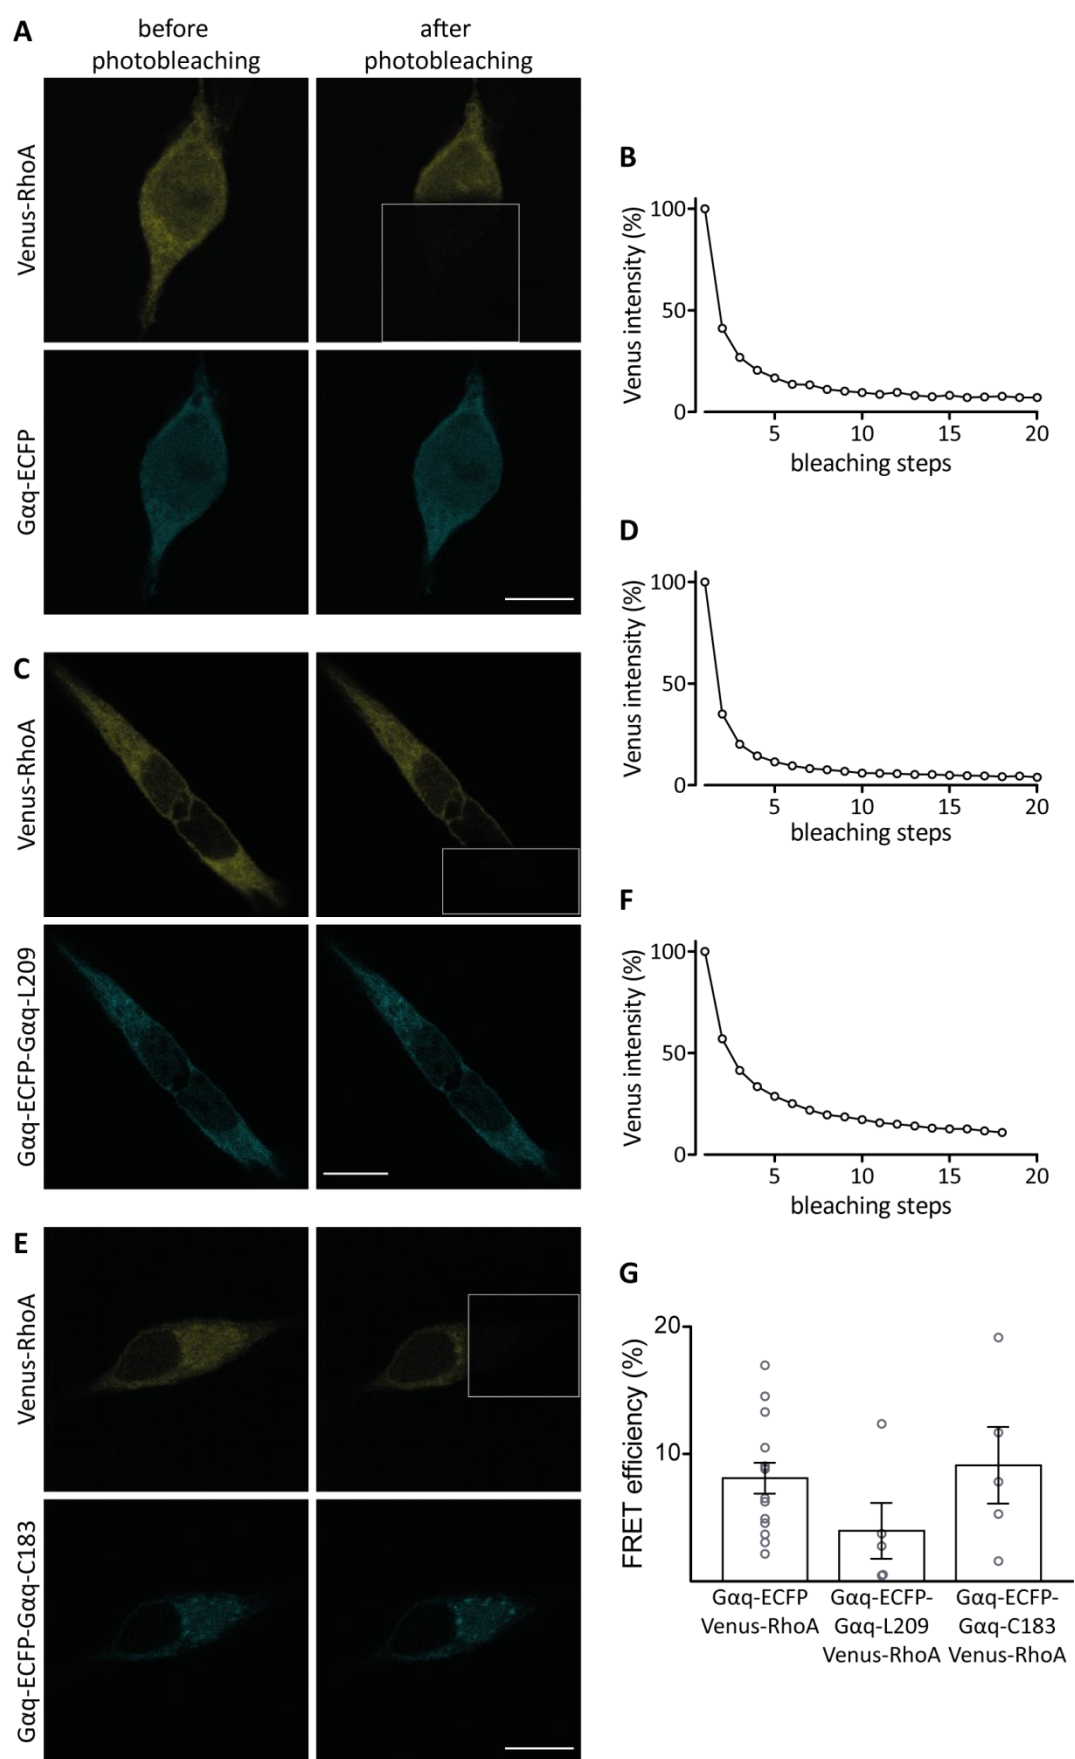 A
before
photobleaching
after
photobleaching
Venus-RhoA
Gαq-ECFP
B
Venus intensity (%)
100
50
0
5
10
15
20
bleaching steps
C
Venus-RhoA
Gαq-ECFP-Gαq-L209
D
Venus intensity (%)
100
50
0
5
10
15
20
bleaching steps
E
Venus-RhoA
Gαq-ECFP-Gαq-C183
F
Venus intensity (%)
100
50
0
5
10
15
20
bleaching steps
G
FRET efficiency (%)
20
10
Gαq-ECFP
Venus-RhoA
Gαq-ECFP-
Gαq-L209
Venus-RhoA
Gαq-ECFP-
Gαq-C183
Venus-RhoA